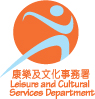 康樂及文化事務署
Leisure and Cultural
Services Department